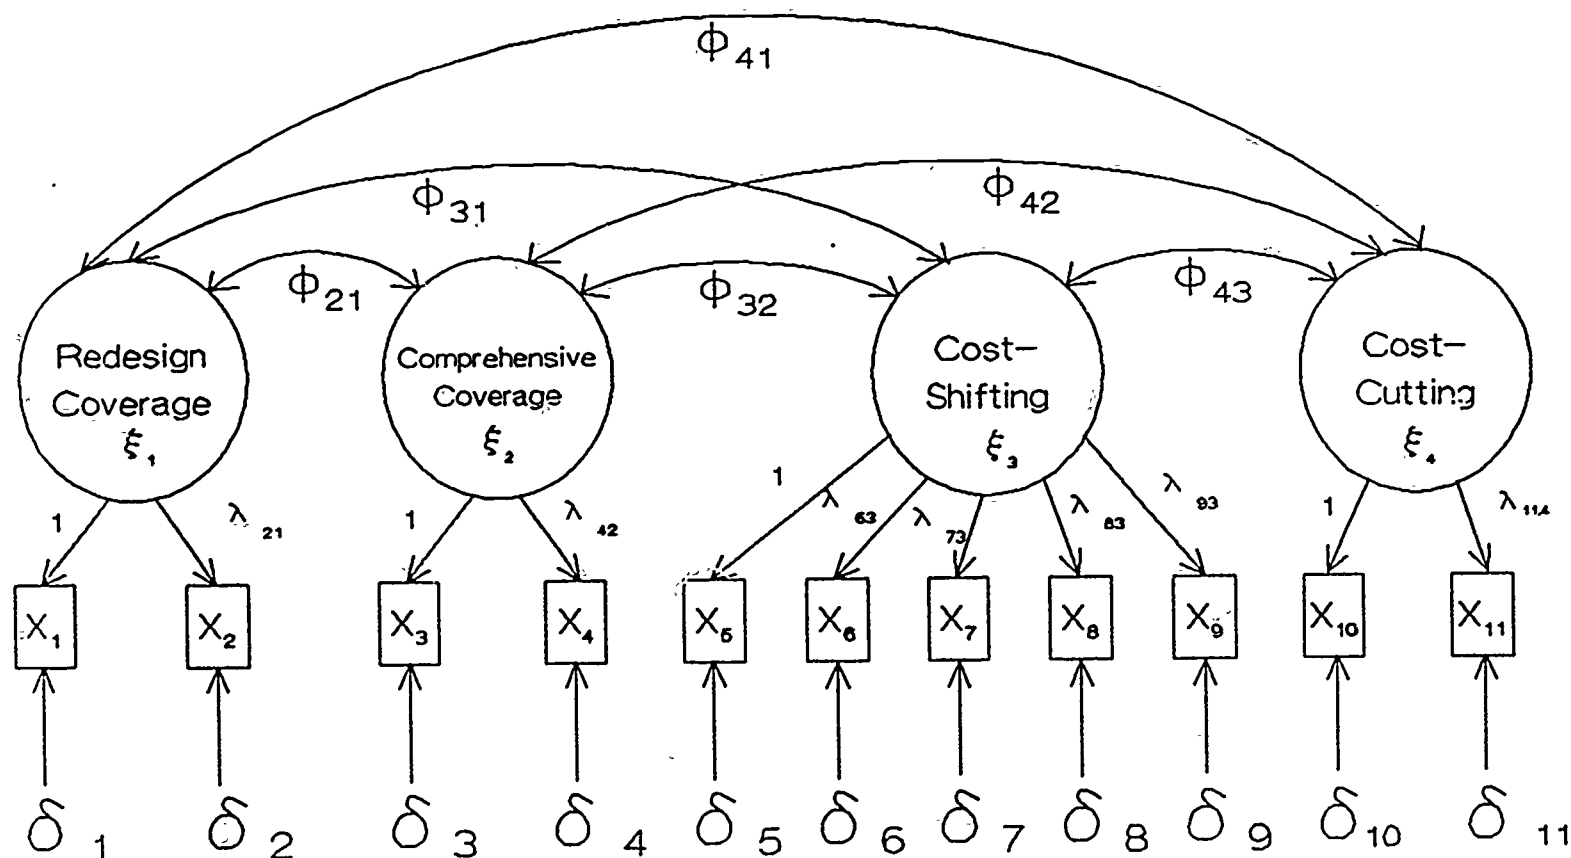 ϕ41
ϕ31
ϕ42
ϕ21
ϕ32
ϕ43
Redesign
Coverage
ξ1
Comprehensive
Coverage
ξ2
Cost-
Shifting
ξ3
Cost-
Cutting
ξ4
1 λ21 1 λ42 1 λ63 λ73 λ83 λ93 1 λ11,4
X1 X2 X3 X4 X5 X6 X7 X8 X9 X10 X11
δ1 δ2 δ3 δ4 δ5 δ6 δ7 δ8 δ9 δ10 δ11